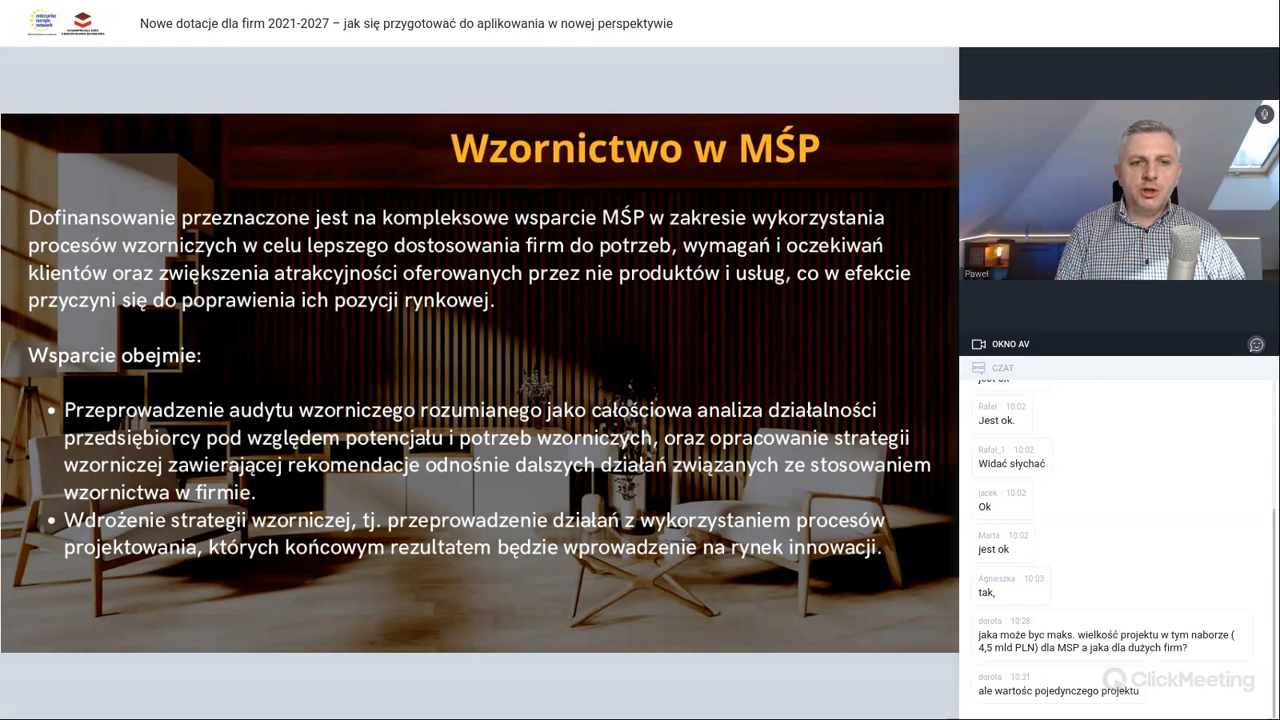 enterprise
europe
network
Nowe dotacje dla firm 2021-2027 – jak się przygotować do aplikowania w nowej perspektywie
Wzornictwo w MŚP
Dofinansowanie przeznaczone jest na kompleksowe wsparcie MŚP w zakresie wykorzystania
procesów wzorniczych w celu lepszego dostosowania firm do potrzeb, wymagań i oczekiwań
klientów oraz zwiększenia atrakcyjności oferowanych przez nie produktów i usług, co w efekcie
przyczyni się do poprawienia ich pozycji rynkowej.
Wsparcie obejmie:
• Przeprowadzenie audytu wzorniczego rozumianego jako całościowa analiza działalności
przedsiębiorcy pod względem potencjału i potrzeb wzorniczych, oraz opracowanie strategii
wzorniczej zawierającej rekomendacje odnośnie dalszych działań związanych ze stosowaniem
wzornictwa w firmie.
• Wdrożenie strategii wzorniczej, tj. przeprowadzenie działań z wykorzystaniem procesów
projektowania, których końcowym rezultatem będzie wprowadzenie na rynek innowacji.
Paweł
OKNO AV
CZAT
jest ok
Rafał 10:02
Jest ok.
Rafał_1 10:02
Widać słychać
jacek 10:02
Ok
Marta 10:02
jest ok
Agnieszka 10:03
tak,
dorota 10:28
jaka może byc maks. wielkość projektu w tym naborze (
4,5 mld PLN) dla MSP a jaka dla dużych firm?
dorota 10:31
ale wartośc pojedynczego projektu
ClickMeeting